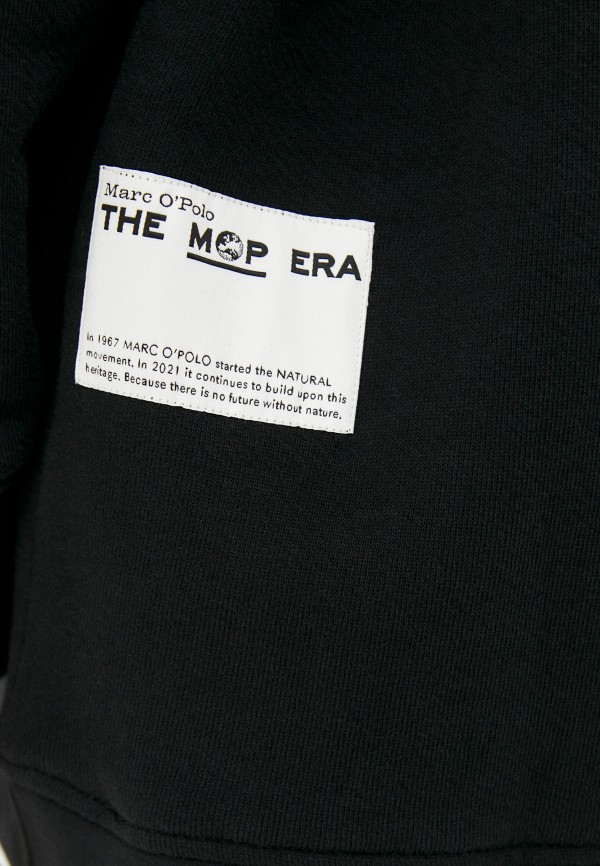 Marc O'Polo
THE MOP ERA
In 1967 MARC O'POLO started the NATURAL
movement. In 2021 it continues to build upon this
heritage. Because there is no future without nature.